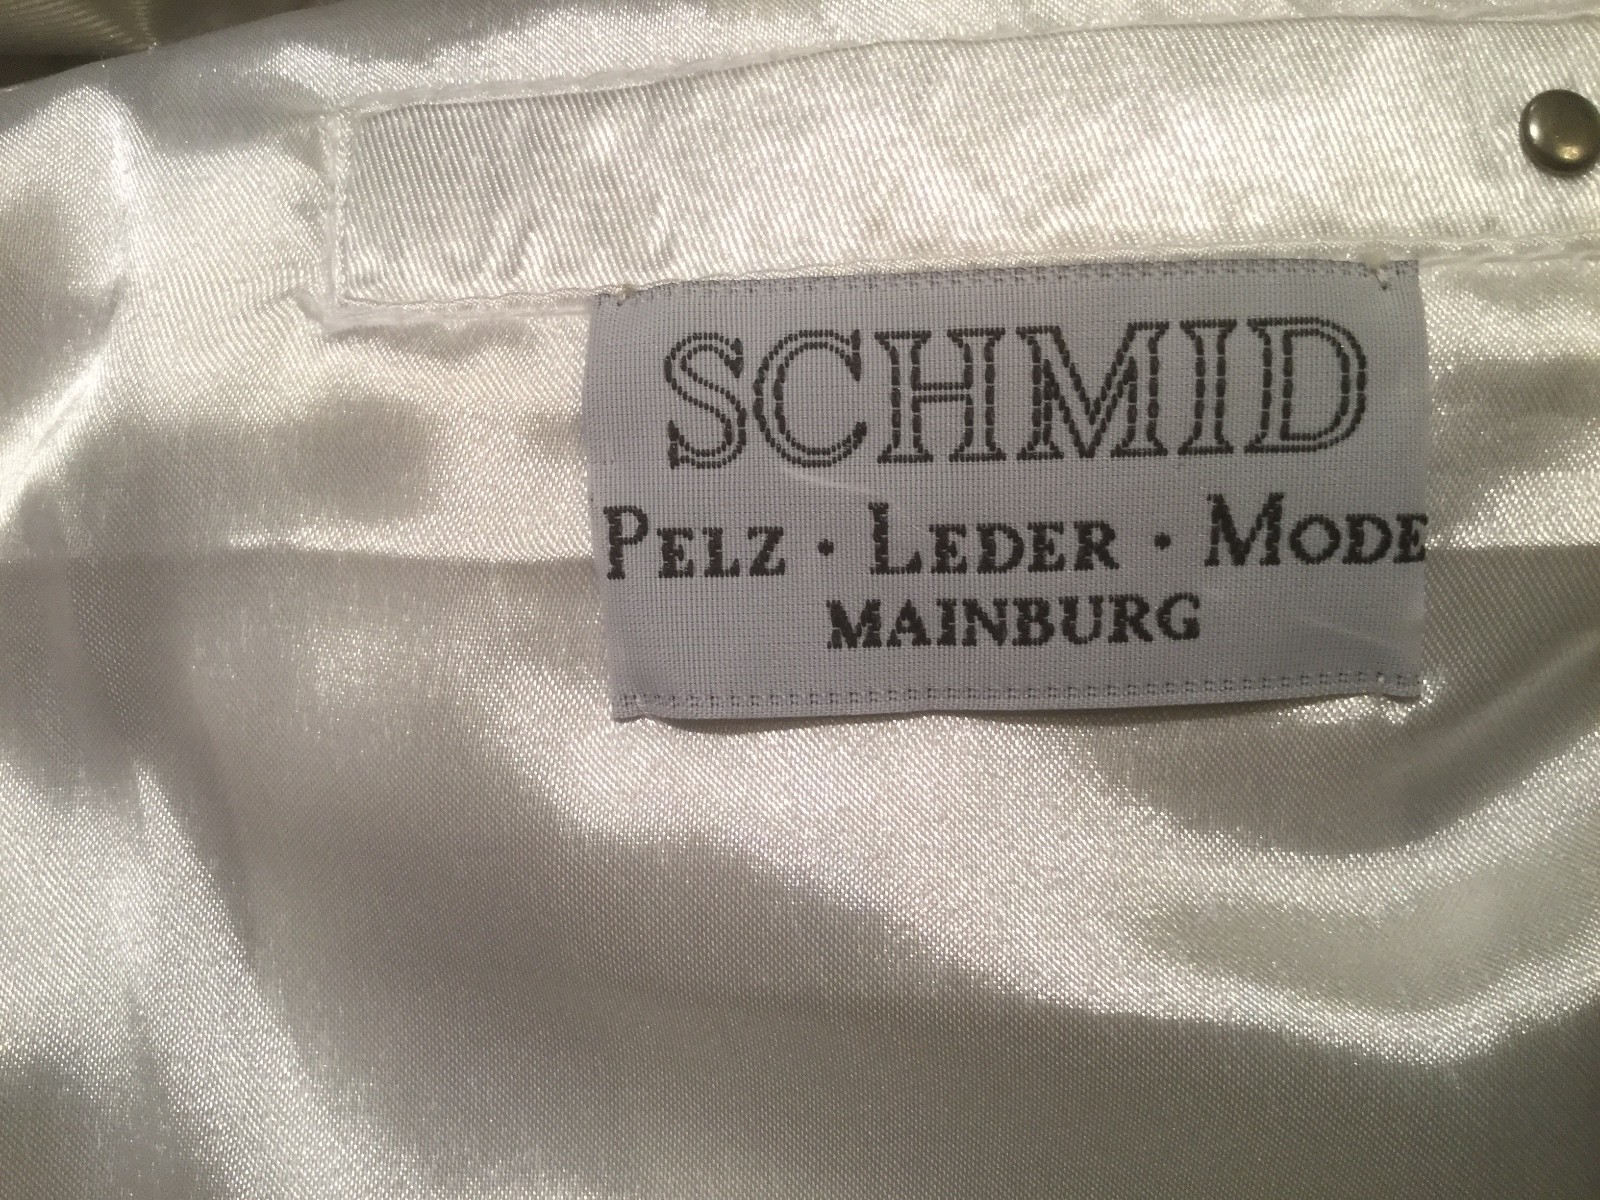 SCHMID
PELZ · LEDER · MODE
MAINBURG